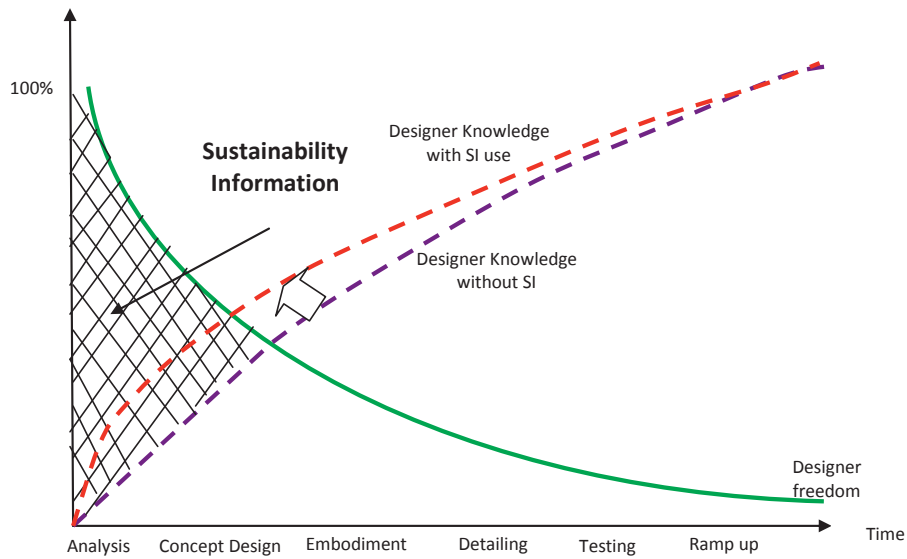 100%
Sustainability
Information
Designer Knowledge
with SI use
Designer Knowledge
without SI
Designer
freedom
Time
Analysis
Concept Design
Embodiment
Detailing
Testing
Ramp up